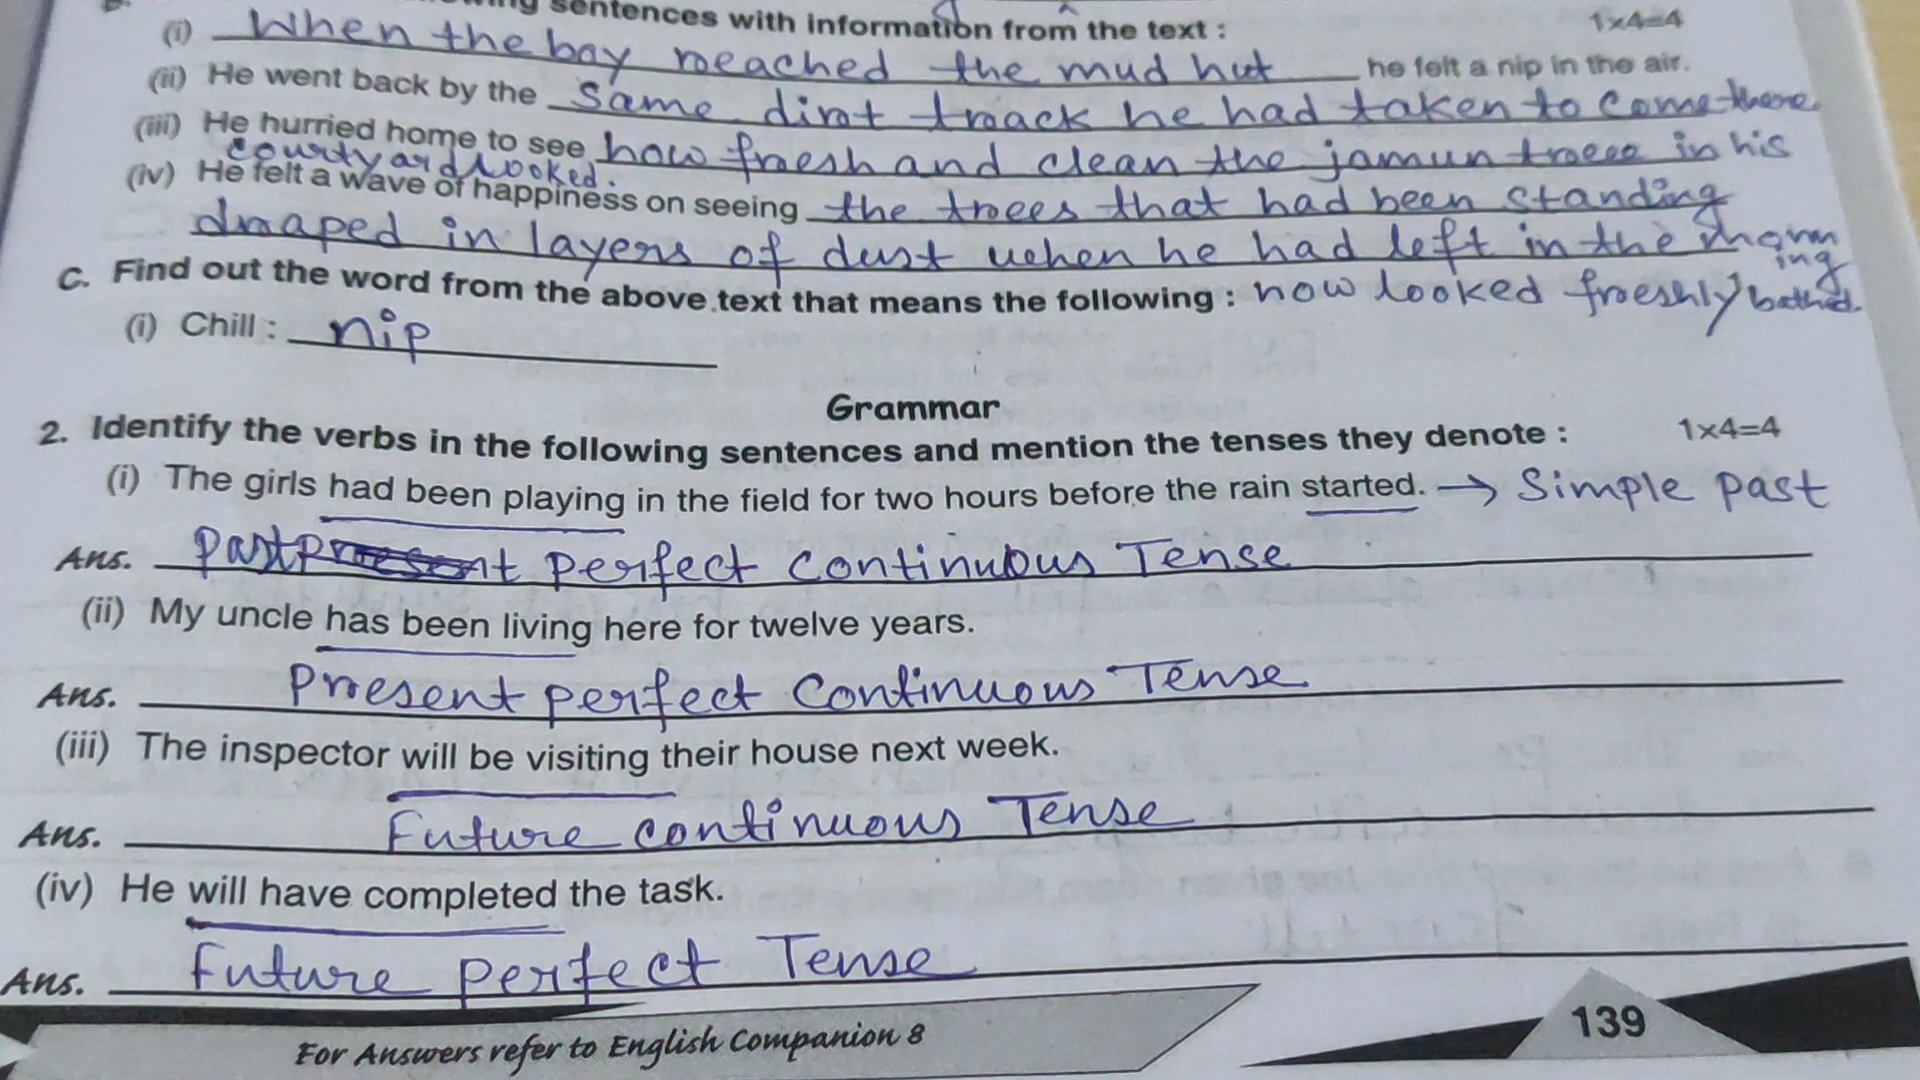 sentences with information from the text : 1×4=4
(i) When the boy reached the mud hut he felt a nip in the air.
(ii) He went back by the same dirt track he had taken to come there
(iii) He hurried home to see how fresh and clean the jamun trees in his
courtyard looked.
(iv) He felt a wave of happiness on seeing the trees that had been standing
draped in layers of dust when he had left in the morning
C. Find out the word from the above text that means the following : now looked freshly bathed.
(i) Chill : nip
Grammar
2. Identify the verbs in the following sentences and mention the tenses they denote : 1×4=4
(i) The girls had been playing in the field for two hours before the rain started. → Simple past
Ans. Past perfect continuous Tense
(ii) My uncle has been living here for twelve years.
Ans. Present perfect Continuous Tense
(iii) The inspector will be visiting their house next week.
Ans. Future continuous Tense
(iv) He will have completed the task.
Ans. Future perfect Tense
For Answers refer to English Companion 8
139